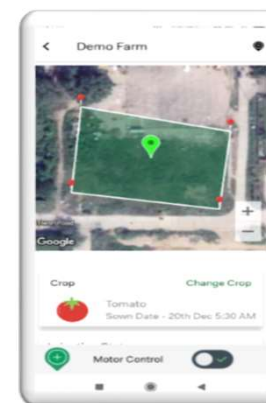 Demo Farm
+
−
Google
Crop
Change Crop
Tomato
Sown Date - 20th Dec 5:30 AM
Motor Control